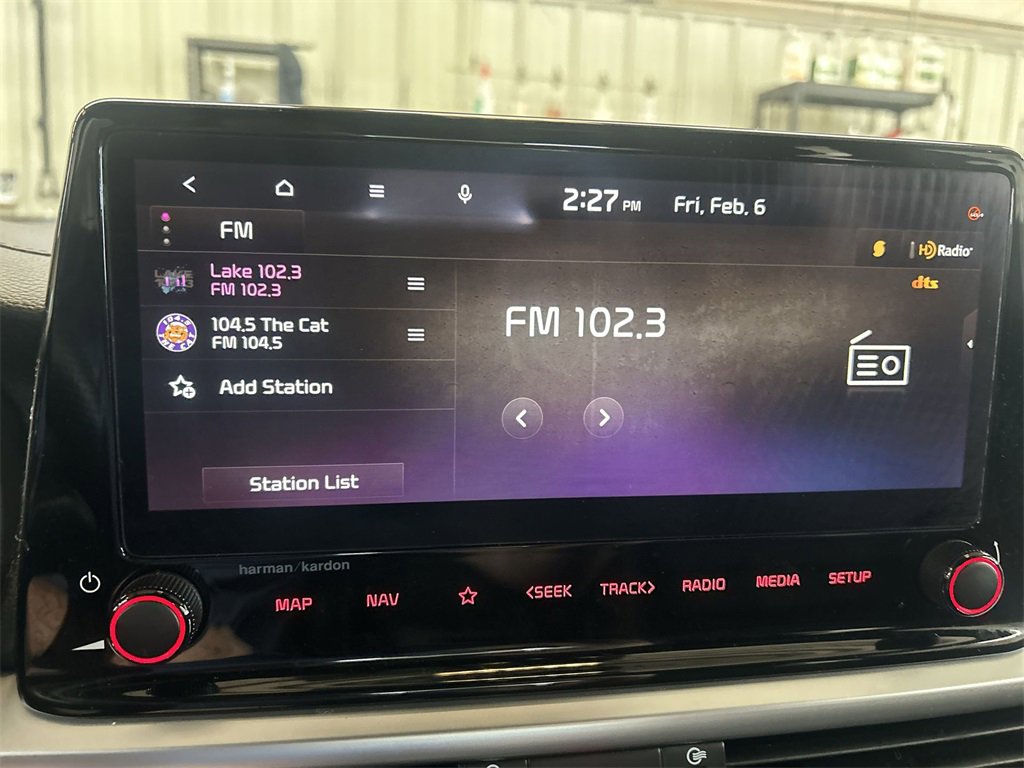 2:27 PM Fri, Feb. 6
FM
HD Radio
Lake 102.3
FM 102.3
dts
104.5 The Cat
FM 104.5
FM 102.3
Add Station
Station List
harman/kardon
MAP NAV <SEEK TRACK> RADIO MEDIA SETUP